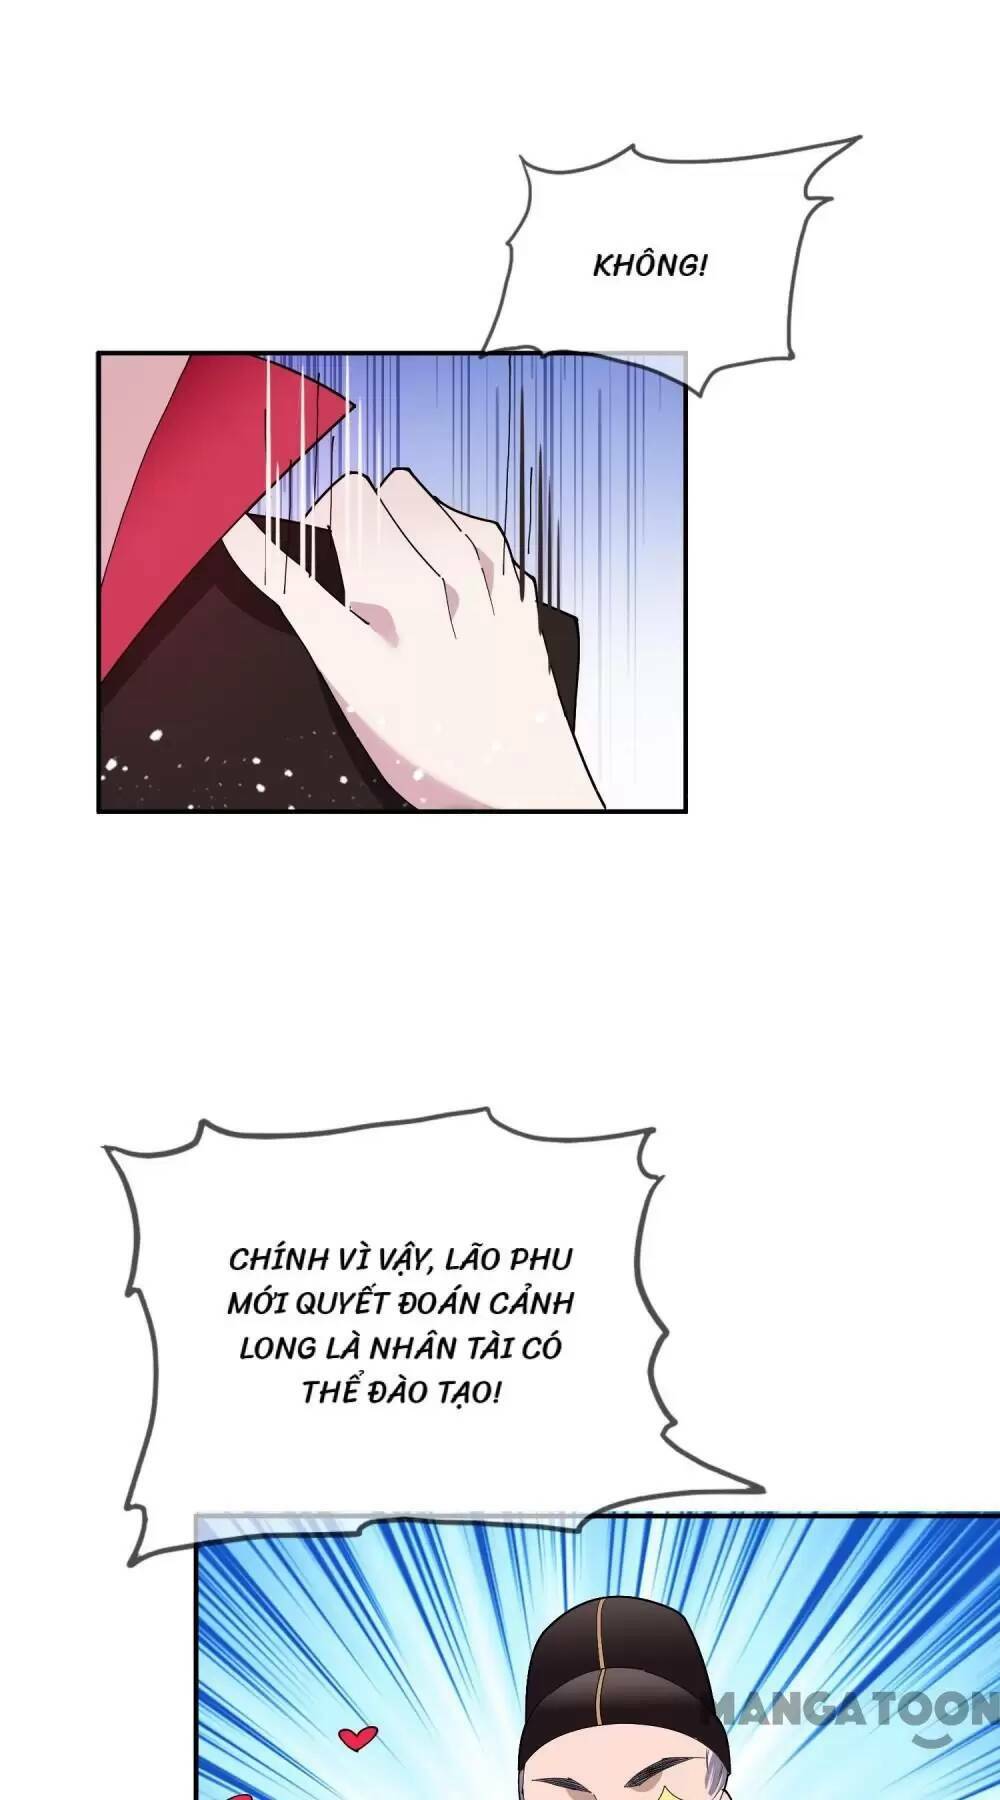 KHÔNG!
CHÍNH VÌ VẬY, LÃO PHU
MỚI QUYẾT ĐOÁN CẢNH
LONG LÀ NHÂN TÀI CÓ
THỂ ĐÀO TẠO!
MANGATOON